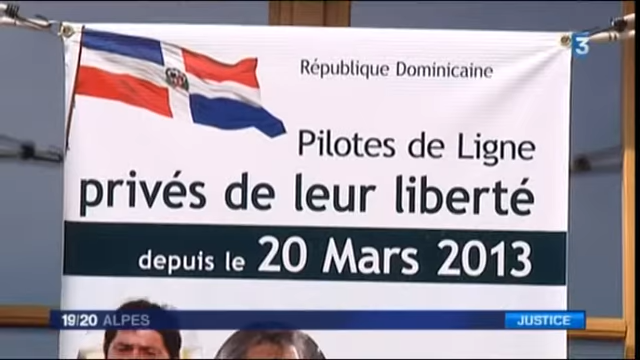 3
République Dominicaine
Pilotes de Ligne
privés de leur liberté
depuis le 20 Mars 2013
19/20 ALPES
JUSTICE